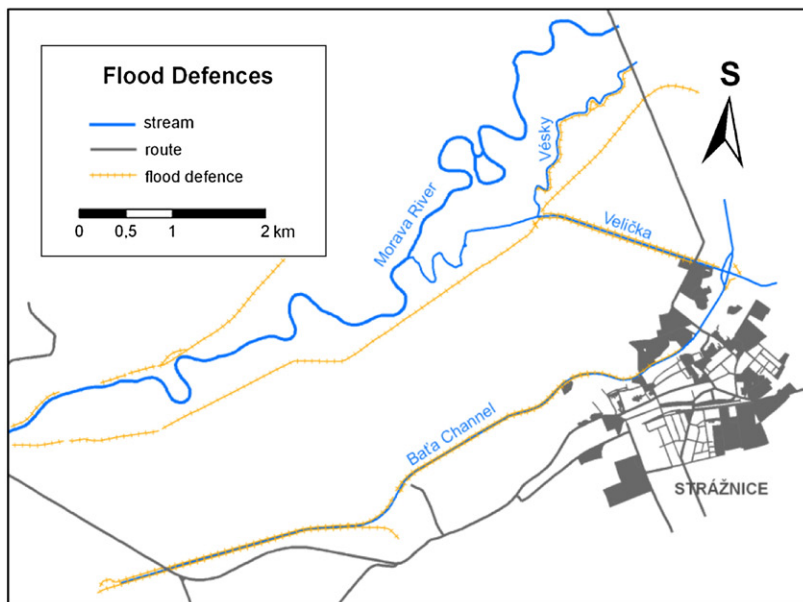 Flood Defences
stream
route
flood defence
0 0,5 1 2 km
S
Morava River
Vésky
Velička
Baťa Channel
STRÁŽNICE